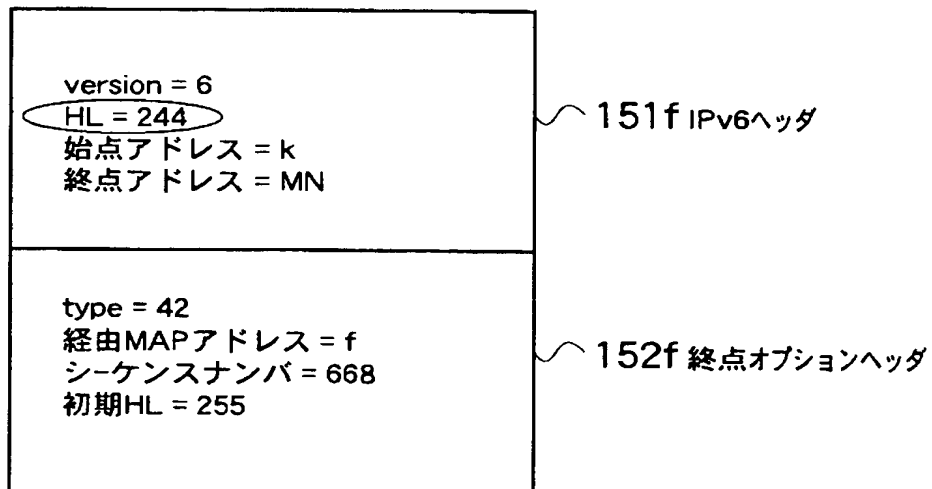 version = 6
HL = 244
始点アドレス = k
終点アドレス = MN
151f IPv6ヘッダ
type = 42
経由MAPアドレス = f
シーケンスナンバ = 668
初期HL = 255
152f 終点オプションヘッダ